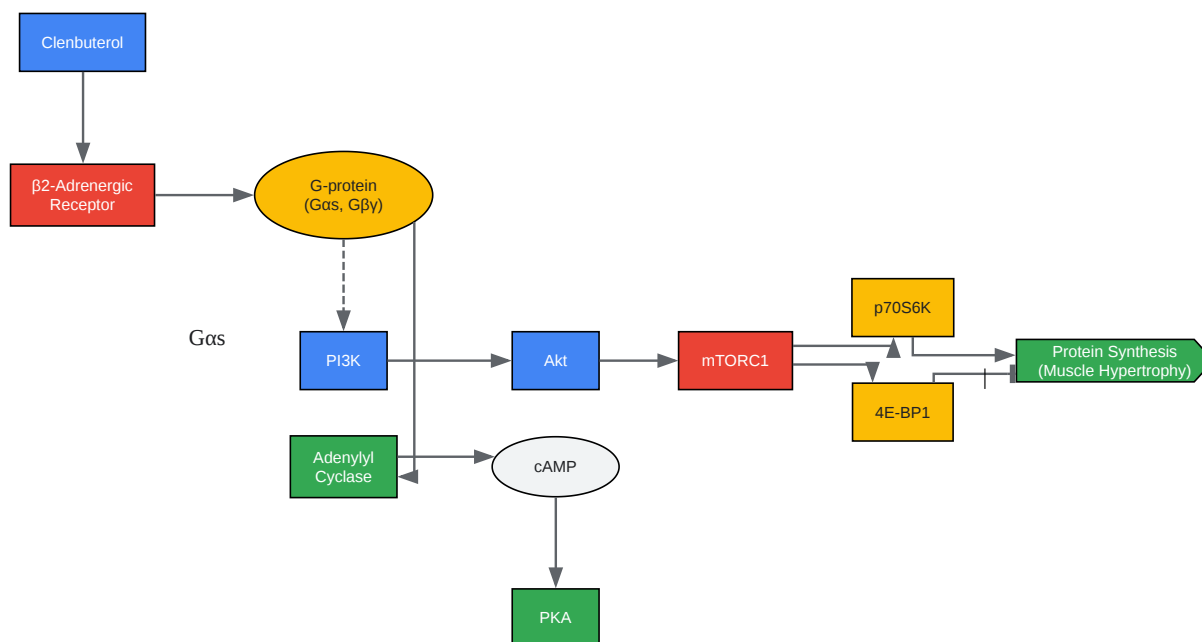 Clenbuterol
β2-Adrenergic
Receptor
G-protein
(Gαs, Gβγ)
p70S6K
Gαs
PI3K
Akt
mTORC1
Protein Synthesis
(Muscle Hypertrophy)
4E-BP1
Adenylyl
Cyclase
cAMP
PKA